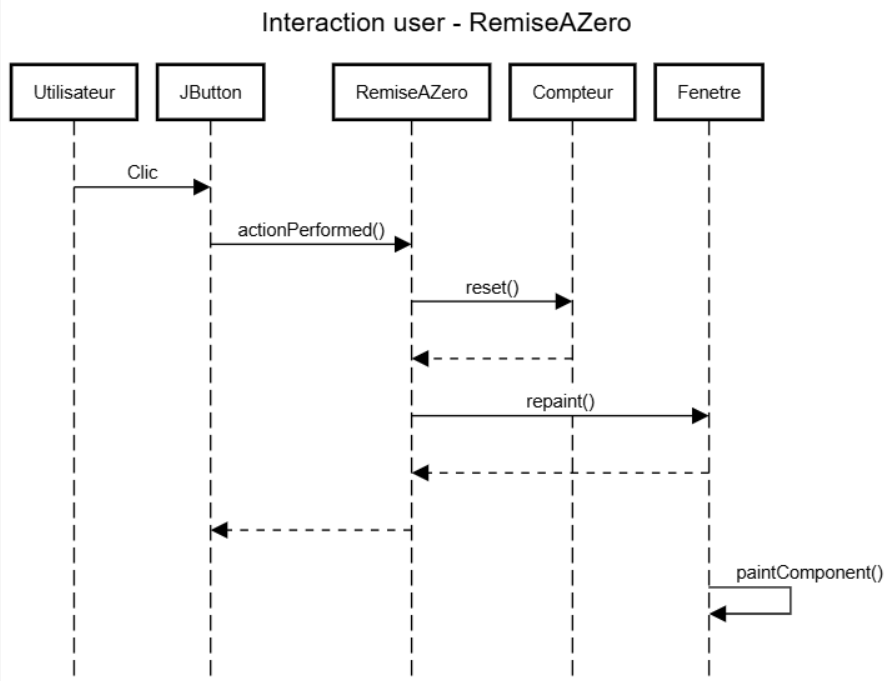 Interaction user - RemiseAZero
Utilisateur
JButton
RemiseAZero
Compteur
Fenetre
Clic
actionPerformed()
reset()
repaint()
paintComponent()